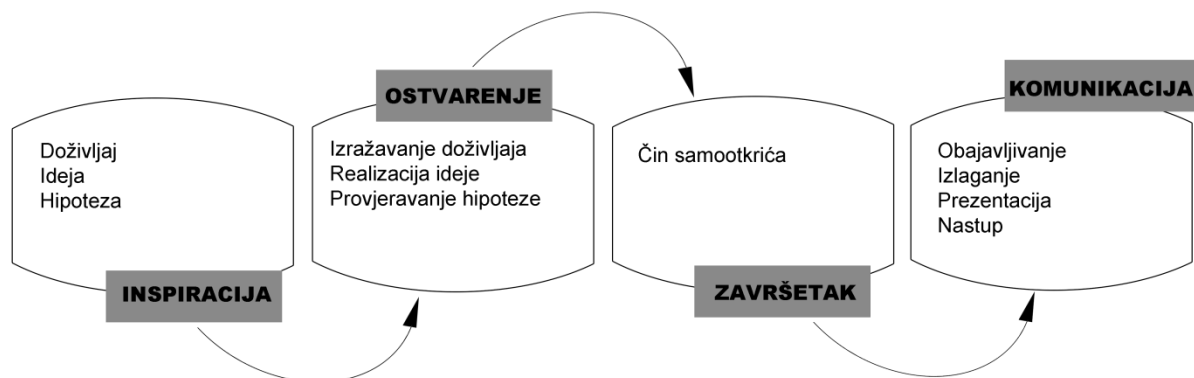 INSPIRACIJA
Doživljaj
Ideja
Hipoteza
OSTVARENJE
Izražavanje doživljaja
Realizacija ideje
Provjeravanje hipoteze
Čin samootkrića
ZAVRŠETAK
KOMUNIKACIJA
Obajavljivanje
Izlaganje
Prezentacija
Nastup